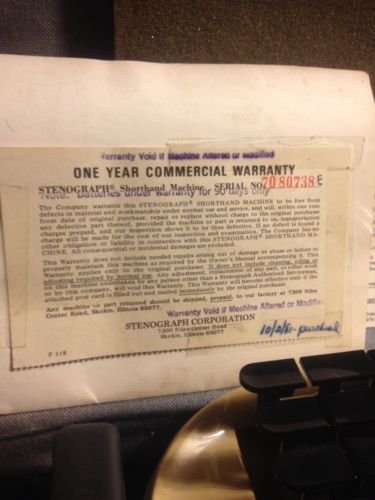 Warranty Void If Machine Altered or Modified
ONE YEAR COMMERCIAL WARRANTY
STENOGRAPH® Shorthand Machine, SERIAL NO. 7080738 E
Note: Batteries under warranty for 90 days only
The Company warrants this STENOGRAPH® SHORTHAND MACHINE to be free from
defects in material and workmanship under normal use and service, and will, within one year
from date of original purchase, repair or replace without charge to the original purchaser
any defective part thereof, provided the machine or part is returned to us, transportation
charges prepaid, and our inspection shows it to be thus defective. If no defect is found a
charge will be made for the cost of our inspection and examination. The Company has no
other obligation or liability in connection with this STENOGRAPH® SHORTHAND MA-
CHINE. All consequential or incidental damages are excluded.
This Warranty does not include needed repairs arising out of damage or abuse or failure to
properly maintain this machine as required by the Owner's Manual accompanying it. This
Warranty applies only to the original purchaser. It does not include cleaning, oiling or
adjusting required by normal use. Any adjustment, replacement of any part, or other work
on this machine undertaken by any person other than a Stenograph Authorized Serviceman,
or by this company, will void this Warranty. This Warranty will become effective only if the
attached post card is filled out and mailed immediately by the original purchaser.
Any machine or part returned should be shipped, prepaid, to our factory at 7300 Niles
Center Road, Skokie, Illinois 60077.
Warranty Void If Machine Altered or Modified
STENOGRAPH CORPORATION
7300 Niles Center Road
Skokie, Illinois 60077
10/2/81 - purchased
F 118